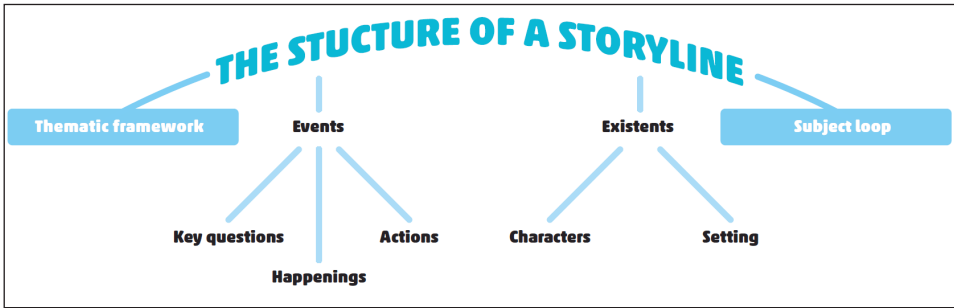 THE STUCTURE OF A STORYLINE
Thematic framework
Events
Existents
Subject loop
Key questions
Actions
Characters
Setting
Happenings